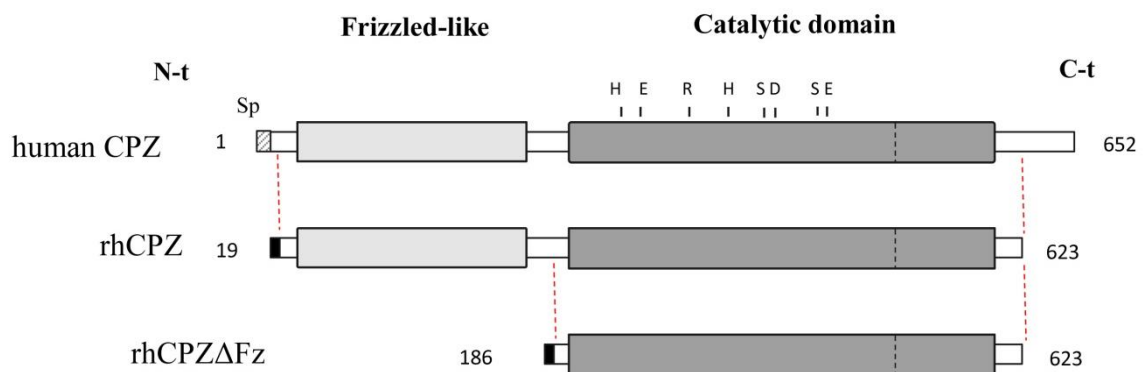 Frizzled-like Catalytic domain
N-t C-t
H E R H S D S E
Sp
human CPZ 1 652
rhCPZ 19 623
rhCPZΔFz 186 623